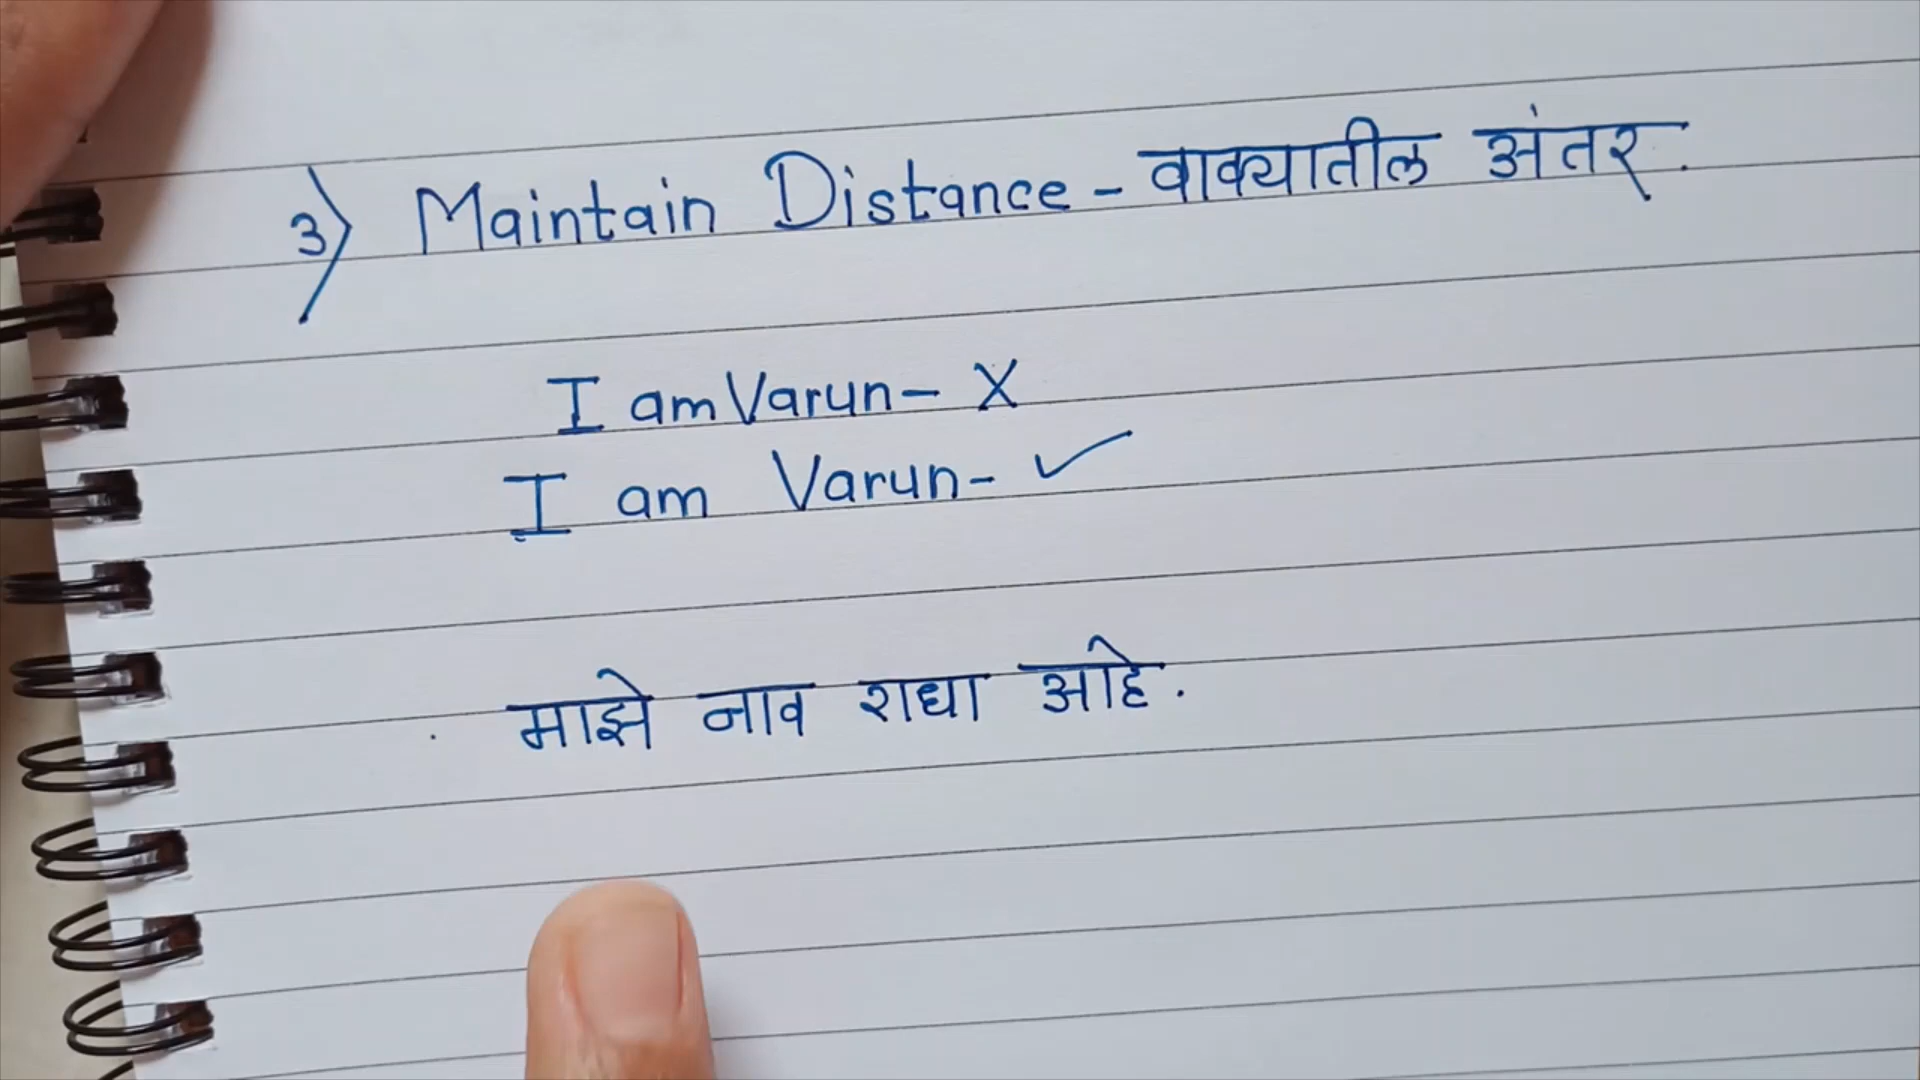 3) Maintain Distance - वाक्यातील अंतर.
I amVarun - X
I am Varun - ✓
माझे नाव राधा आहे.